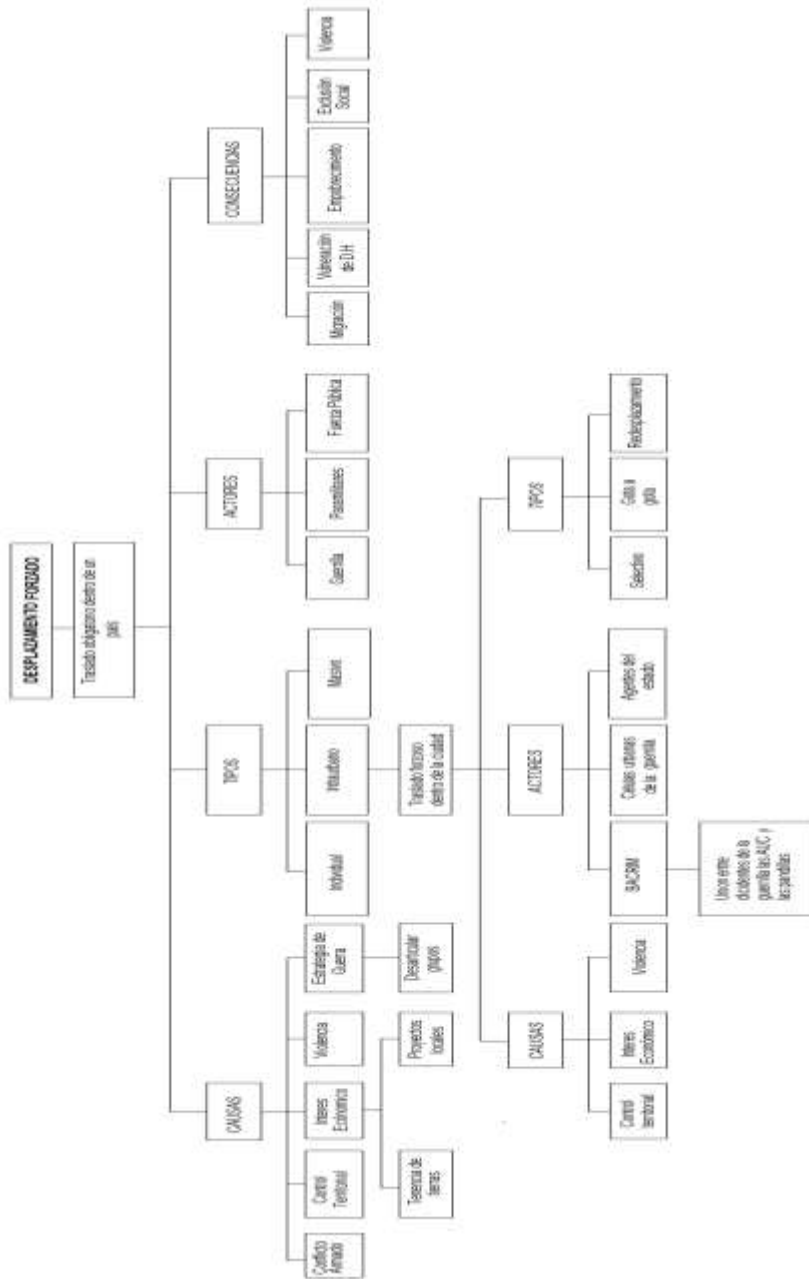 DESPLAZAMIENTO FORZADO
Traslado obligatorio dentro de un
país
CAUSAS
TIPOS
ACTORES
CONSECUENCIAS
Conflicto
Armado
Control
Territorial
Interes
Económico
Violencia
Estrategia de
Guerra
Individual
Intraurbano
Masivo
Guerrilla
Paramilitares
Fuerza Pública
Migración
Vulneración
de D.H
Empobrecimiento
Exclusión
Social
Violencia
Tenencia de
tierras
Proyectos
locales
Desarticular
grupos
Traslado forzoso
dentro de la ciudad
CAUSAS
ACTORES
TIPOS
Control
territorial
Interes
Económico
Violencia
BACRIM
Celulas urbanas
de la guerrilla
Agentes del
estado
Selectivo
Gota a
gota
Redesplazamiento
Union entre
dicidentes de la
guerrilla las AUC y
las pandillas